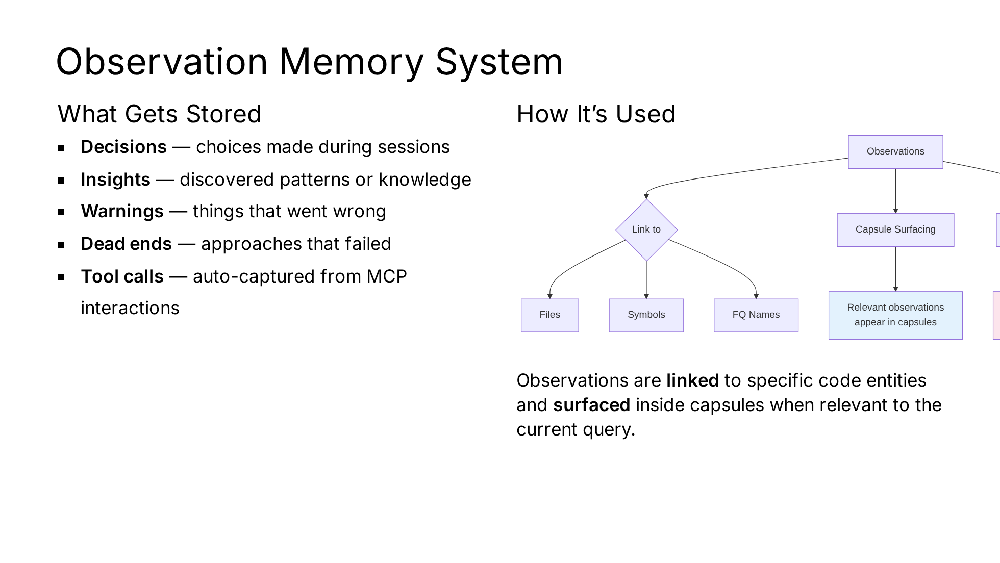 Observation Memory System
What Gets Stored
▪ Decisions — choices made during sessions
▪ Insights — discovered patterns or knowledge
▪ Warnings — things that went wrong
▪ Dead ends — approaches that failed
▪ Tool calls — auto-captured from MCP
interactions
How It’s Used
Observations
Link to
Capsule Surfacing
Files
Symbols
FQ Names
Relevant observations
appear in capsules
Observations are linked to specific code entities
and surfaced inside capsules when relevant to the
current query.